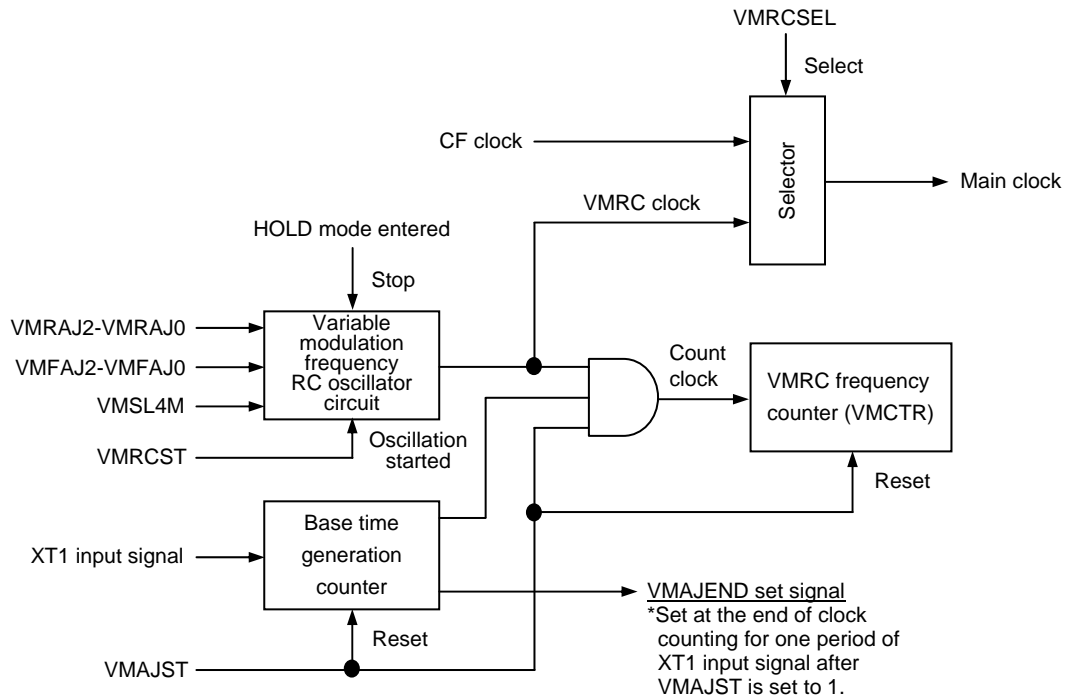 VMRCSEL
Select
CF clock
Selector
Main clock
VMRC clock
HOLD mode entered
Stop
VMRAJ2-VMRAJ0
VMFAJ2-VMFAJ0
VMSL4M
VMRCST
Variable
modulation
frequency
RC oscillator
circuit
Oscillation
started
Count
clock
VMRC frequency
counter (VMCTR)
Reset
XT1 input signal
Base time
generation
counter
Reset
VMAJST
VMAJEND set signal
*Set at the end of clock
counting for one period of
XT1 input signal after
VMAJST is set to 1.